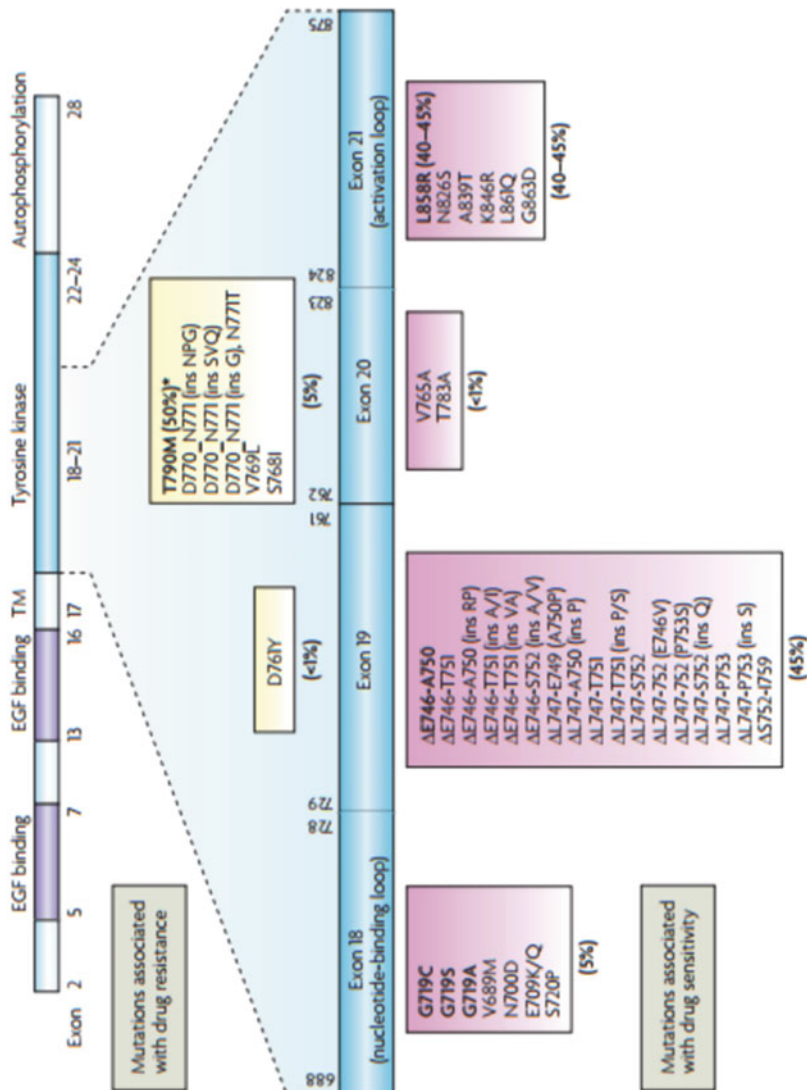 EGF binding
EGF binding
TM
Tyrosine kinase
Autophosphorylation
Exon
2
5
7
13
16
17
18–21
22–24
28
Mutations associated
with drug resistance
D761Y
(<1%)
T790M (50%)*
D770_N771 (ins NPG)
D770_N771 (ins SVQ)
D770_N771 (ins G), N771T
V769L
S768I
(5%)
688
728
729
761
762
823
824
875
Exon 18
(nucleotide-binding loop)
Exon 19
Exon 20
Exon 21
(activation loop)
G719C
G719S
G719A
V689M
N700D
E709K/Q
S720P
(5%)
ΔE746-A750
ΔE746-T751
ΔE746-A750 (ins RP)
ΔE746-T751 (ins A/I)
ΔE746-T751 (ins VA)
ΔE746-S752 (ins A/V)
ΔL747-E749 (A750P)
ΔL747-A750 (ins P)
ΔL747-T751
ΔL747-T751 (ins P/S)
ΔL747-S752
ΔL747-752 (E746V)
ΔL747-752 (P753S)
ΔL747-S752 (ins Q)
ΔL747-P753
ΔL747-P753 (ins S)
ΔS752-I759
(45%)
V765A
T783A
(<1%)
L858R (40–45%)
N826S
A839T
K846R
L861Q
G863D
(40–45%)
Mutations associated
with drug sensitivity